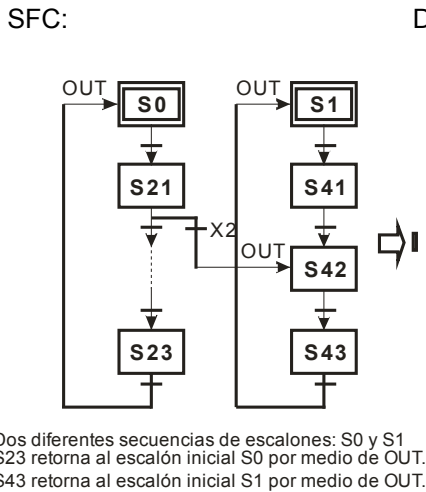 SFC:
D
OUT
OUT
S0
S1
S21
S41
X2
OUT
S42
S23
S43
Dos diferentes secuencias de escalones: S0 y S1
S23 retorna al escalón inicial S0 por medio de OUT.
S43 retorna al escalón inicial S1 por medio de OUT.